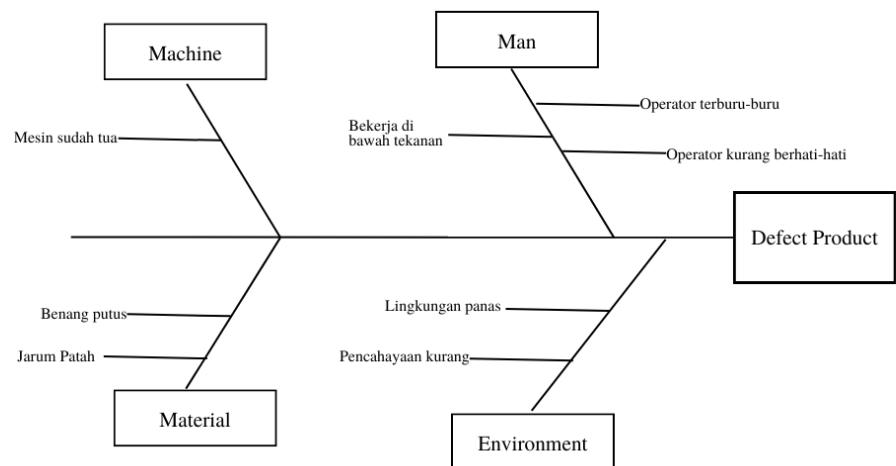 Machine
Man
Mesin sudah tua
Bekerja di
bawah tekanan
Operator terburu-buru
Operator kurang berhati-hati
Defect Product
Benang putus
Jarum Patah
Material
Lingkungan panas
Pencahayaan kurang
Environment